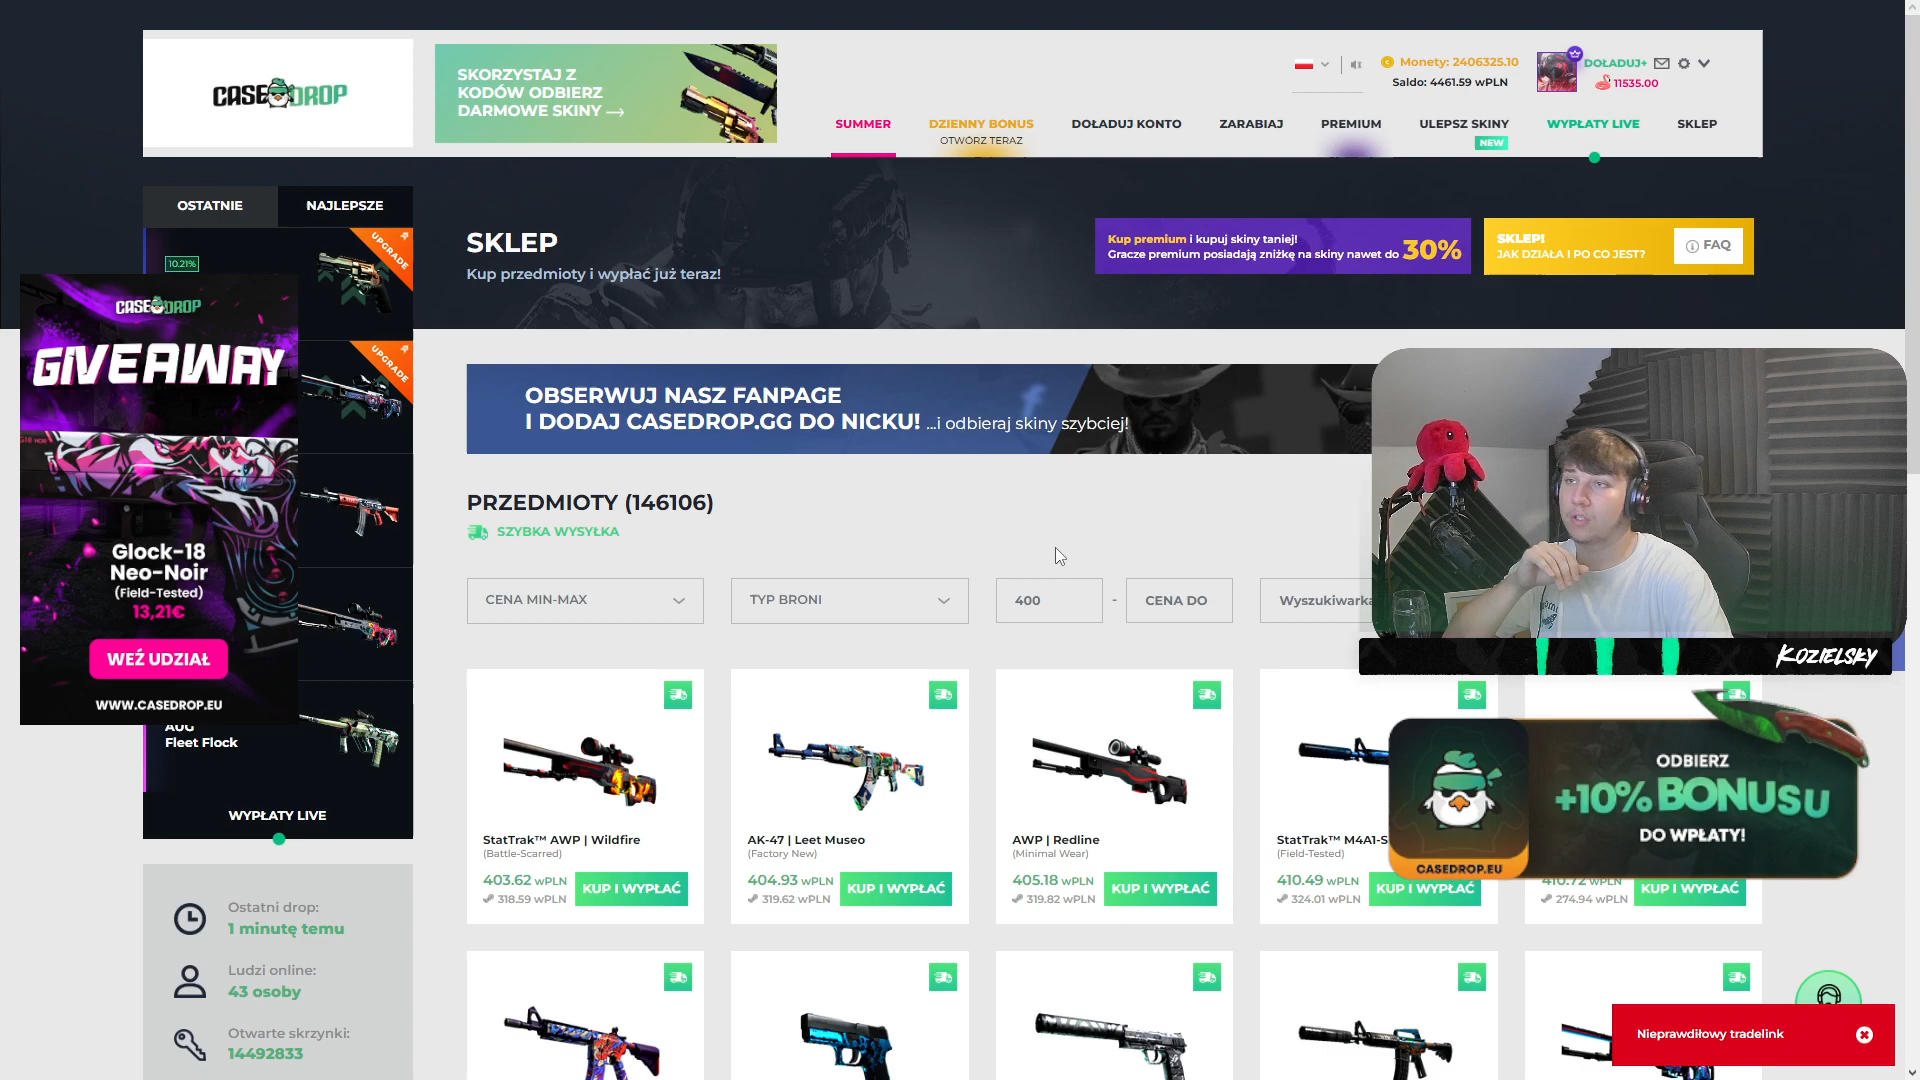 CASEDROP
SKORZYSTAJ Z
KODÓW ODBIERZ
DARMOWE SKINY
Monety: 2406325.10
Saldo: 4461.59 wPLN
DOŁADUJ+
11535.00
SUMMER
DZIENNY BONUS
OTWÓRZ TERAZ
DOŁADUJ KONTO
ZARABIAJ
PREMIUM
ULEPSZ SKINY
NEW
WYPŁATY LIVE
SKLEP
OSTATNIE
NAJLEPSZE
10.21%
UPGRADE
UPGRADE
SKLEP
Kup przedmioty i wypłać już teraz!
Kup premium i kupuj skiny taniej!
Gracze premium posiadają zniżkę na skiny nawet do 30%
SKLEP!
JAK DZIAŁA I PO CO JEST?
FAQ
CASEDROP
GIVEAWAY
Glock-18
Neo-Noir
(Field-Tested)
13,21€
WEŹ UDZIAŁ
WWW.CASEDROP.EU
AUG
Fleet Flock
WYPŁATY LIVE
Ostatni drop:
1 minutę temu
Ludzi online:
43 osoby
Otwarte skrzynki:
14492833
OBSERWUJ NASZ FANPAGE
I DODAJ CASEDROP.GG DO NICKU! ...i odbieraj skiny szybciej!
PRZEDMIOTY (146106)
SZYBKA WYSYŁKA
CENA MIN-MAX
TYP BRONI
400
-
CENA DO
Wyszukiwarka
KOZIELSKY
StatTrak™ AWP | Wildfire
(Battle-Scarred)
403.62 wPLN
318.59 wPLN
KUP I WYPŁAĆ
AK-47 | Leet Museo
(Factory New)
404.93 wPLN
319.62 wPLN
KUP I WYPŁAĆ
AWP | Redline
(Minimal Wear)
405.18 wPLN
319.82 wPLN
KUP I WYPŁAĆ
StatTrak™ M4A1-S
(Field-Tested)
410.49 wPLN
324.01 wPLN
KUP I WYPŁAĆ
410.72 wPLN
274.94 wPLN
KUP I WYPŁAĆ
ODBIERZ
+10% BONUSU
DO WPŁATY!
CASEDROP.EU
Nieprawdiłowy tradelink